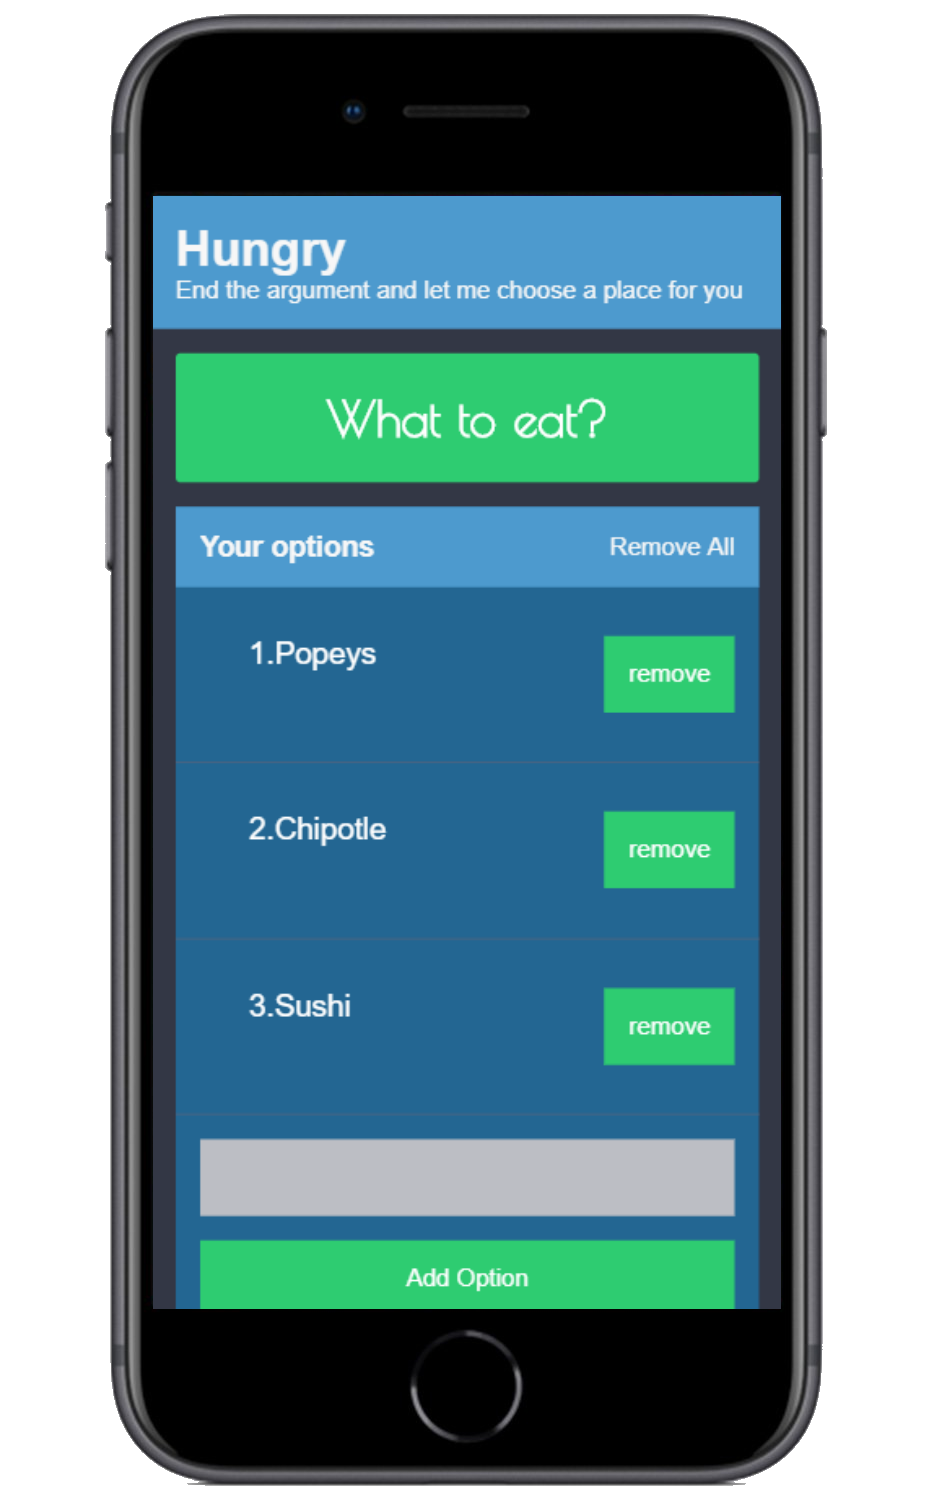 Hungry
End the argument and let me choose a place for you
What to eat?
Your options Remove All
1.Popeys remove
2.Chipotle remove
3.Sushi remove
Add Option